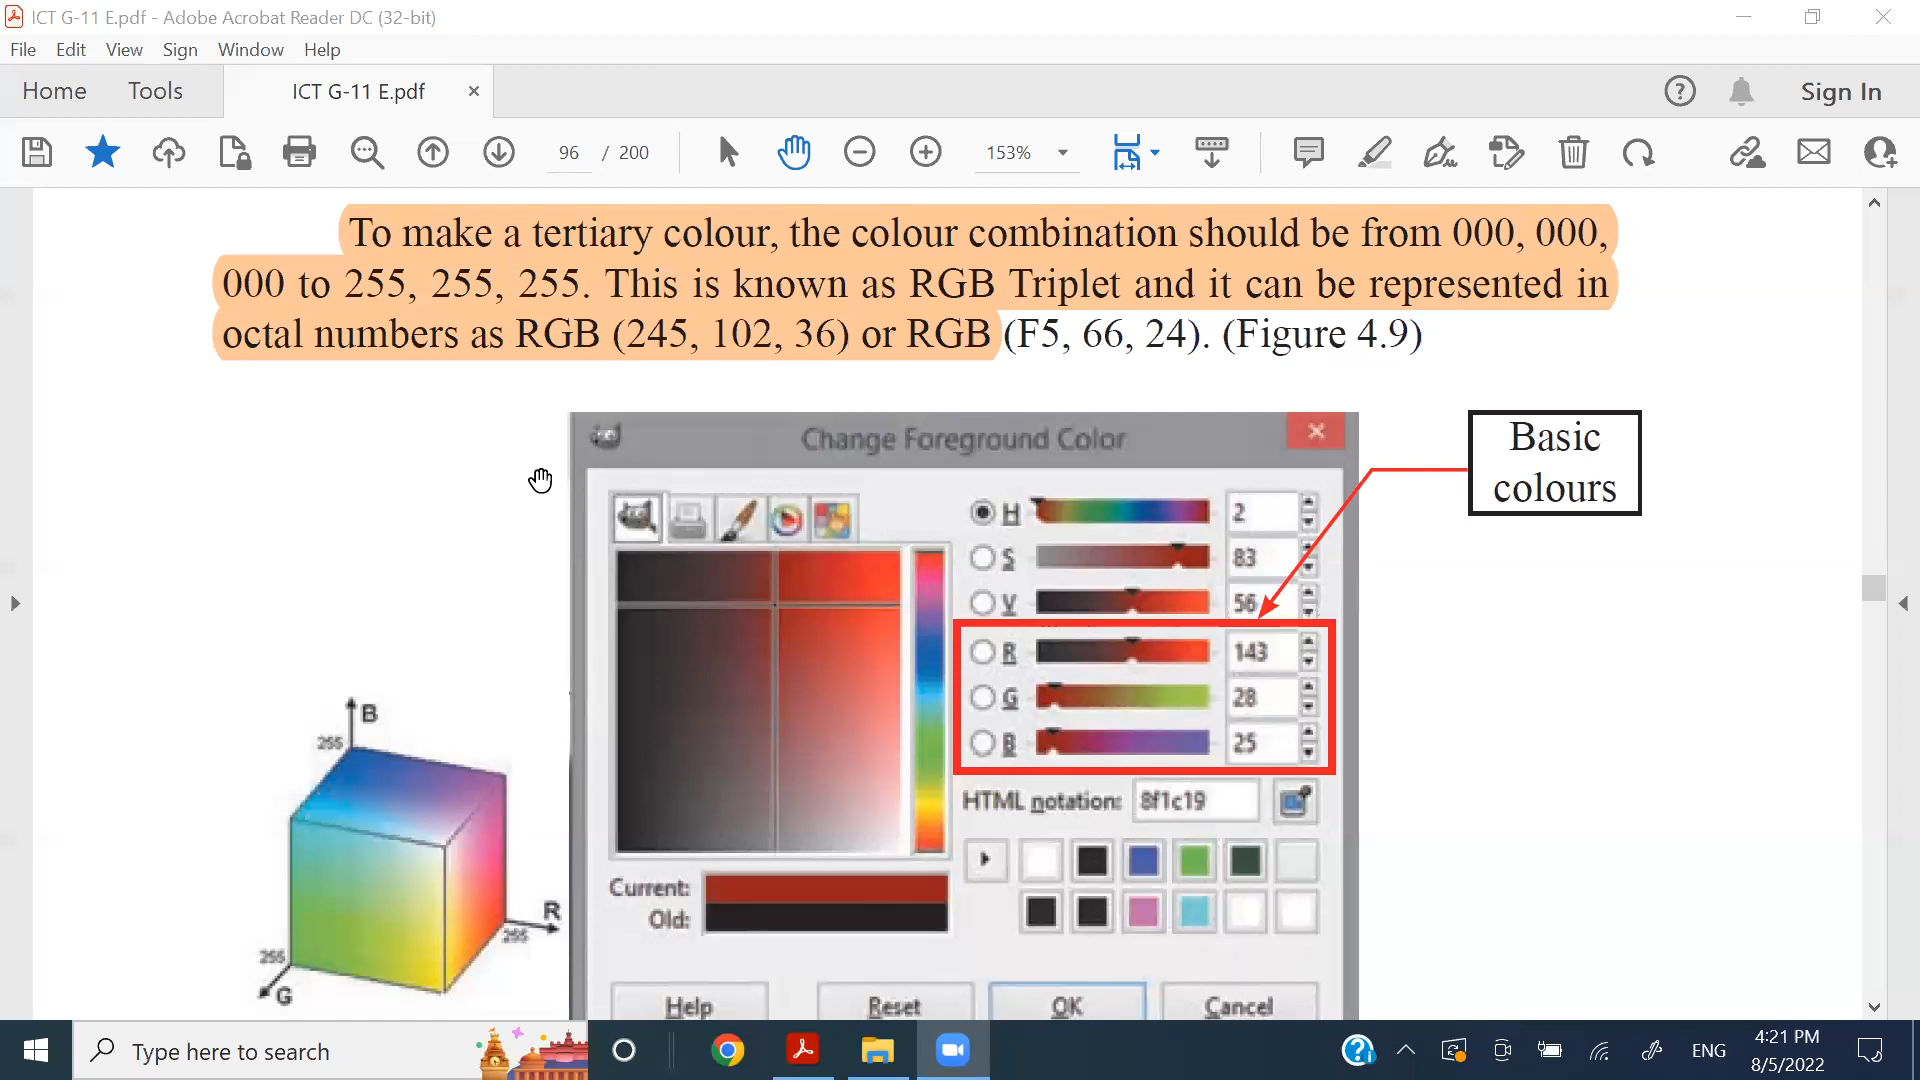 ICT G-11 E.pdf - Adobe Acrobat Reader DC (32-bit)
File Edit View Sign Window Help
Home Tools ICT G-11 E.pdf × Sign In
96 / 200 153%
To make a tertiary colour, the colour combination should be from 000, 000,
000 to 255, 255, 255. This is known as RGB Triplet and it can be represented in
octal numbers as RGB (245, 102, 36) or RGB (F5, 66, 24). (Figure 4.9)
Change Foreground Color
Basic
colours
H 2
S 83
V 56
R 143
G 28
B 25
HTML notation: 8f1c19
Current:
Old:
Help Reset OK Cancel
B
255
R
255
255
G
Type here to search
ENG
4:21 PM
8/5/2022